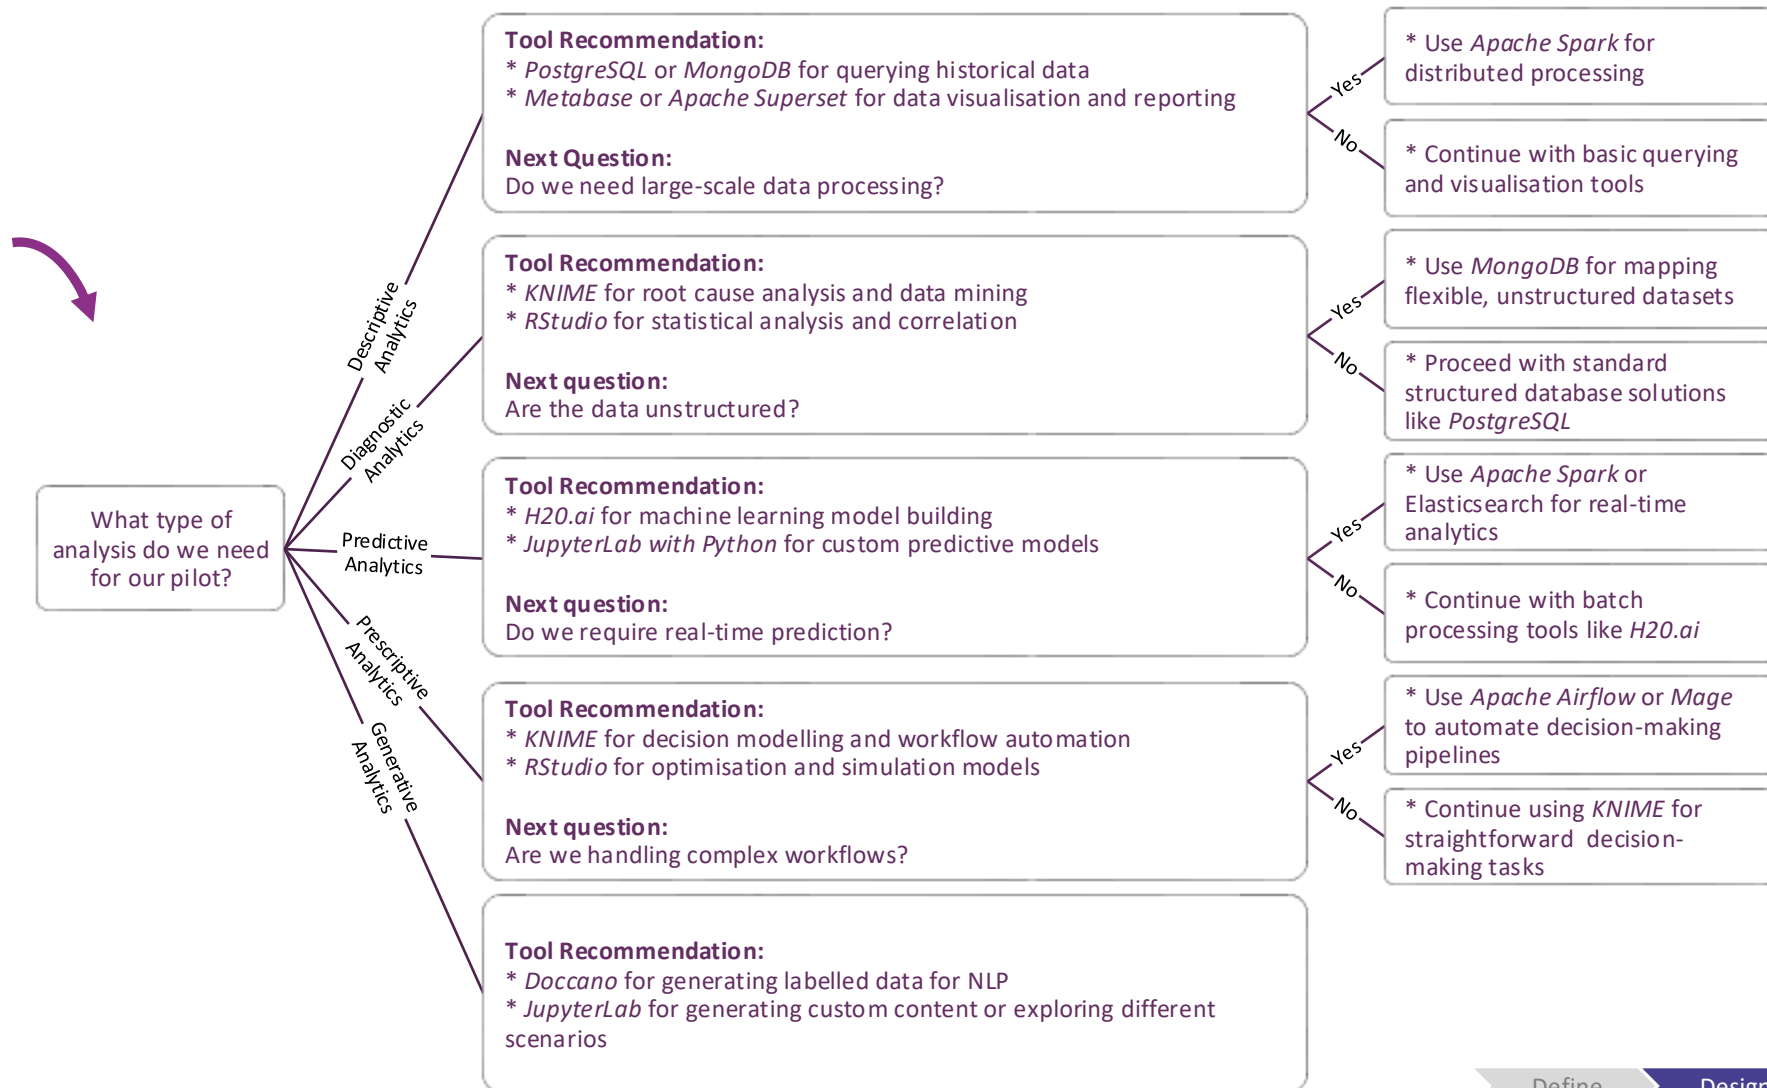 What type of
analysis do we need
for our pilot?
Descriptive
Analytics
Tool Recommendation:
* PostgreSQL or MongoDB for querying historical data
* Metabase or Apache Superset for data visualisation and reporting
Next Question:
Do we need large-scale data processing?
Yes
* Use Apache Spark for
distributed processing
No
* Continue with basic querying
and visualisation tools
Diagnostic
Analytics
Tool Recommendation:
* KNIME for root cause analysis and data mining
* RStudio for statistical analysis and correlation
Next question:
Are the data unstructured?
Yes
* Use MongoDB for mapping
flexible, unstructured datasets
No
* Proceed with standard
structured database solutions
like PostgreSQL
Predictive
Analytics
Tool Recommendation:
* H20.ai for machine learning model building
* JupyterLab with Python for custom predictive models
Next question:
Do we require real-time prediction?
Yes
* Use Apache Spark or
Elasticsearch for real-time
analytics
No
* Continue with batch
processing tools like H20.ai
Prescriptive
Analytics
Tool Recommendation:
* KNIME for decision modelling and workflow automation
* RStudio for optimisation and simulation models
Next question:
Are we handling complex workflows?
Yes
* Use Apache Airflow or Mage
to automate decision-making
pipelines
No
* Continue using KNIME for
straightforward decision-
making tasks
Generative
Analytics
Tool Recommendation:
* Doccano for generating labelled data for NLP
* JupyterLab for generating custom content or exploring different
scenarios
Define
Design